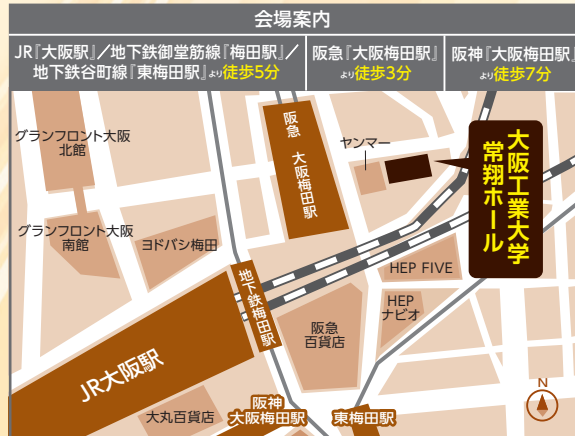 会場案内
JR『大阪駅』／地下鉄御堂筋線『梅田駅』／
地下鉄谷町線『東梅田駅』より徒歩5分
阪急『大阪梅田駅』
より徒歩3分
阪神『大阪梅田駅』
より徒歩7分
グランフロント大阪
北館
阪急 大阪梅田駅
ヤンマー
大阪工業大学
常翔ホール
グランフロント大阪
南館
ヨドバシ梅田
地下鉄梅田駅
HEP FIVE
HEP
ナビオ
阪急
百貨店
JR大阪駅
大丸百貨店
阪神
大阪梅田駅
東梅田駅
N